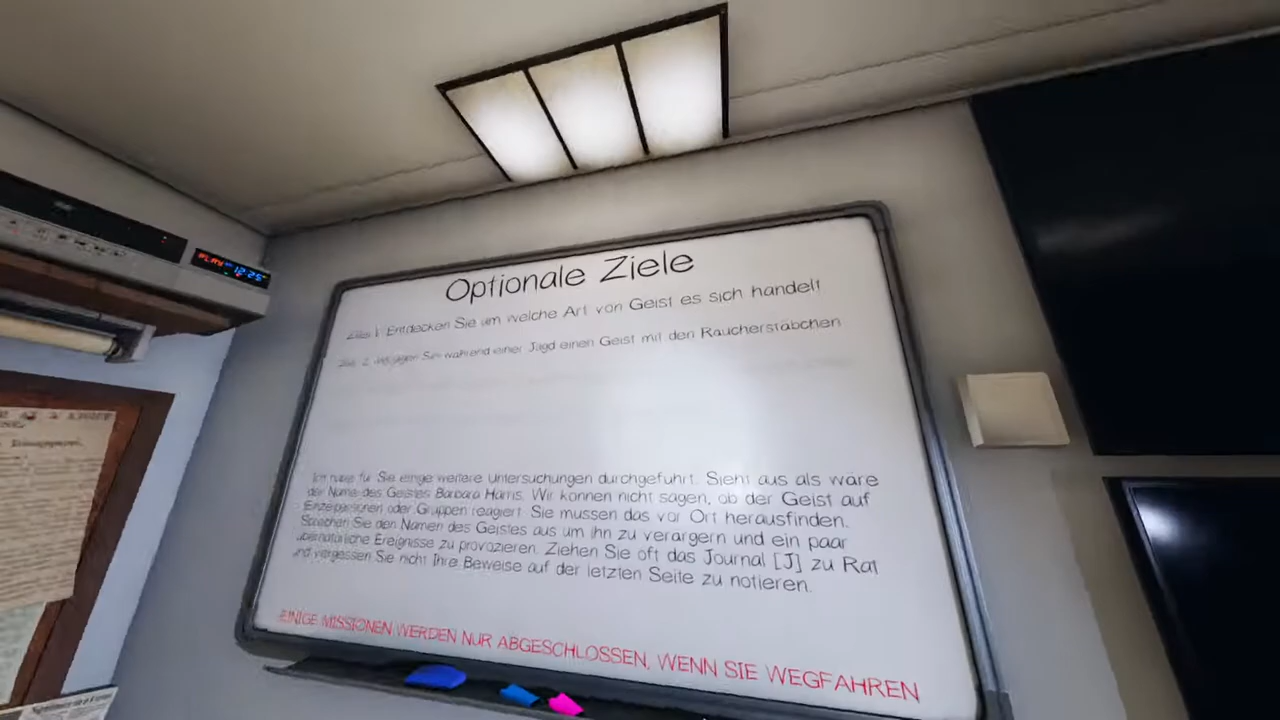 PLAY 12:25
Optionale Ziele
Ziel 1: Entdecken Sie um welche Art von Geist es sich handelt
Ziel 2: Sie während einer Jagd einen Geist mit den Räucherstäbchen
Ich habe für Sie einige weitere Untersuchungen durchgeführt. Sieht aus als wäre
der Name des Geistes Barbara Harris. Wir können nicht sagen, ob der Geist auf
Einzelpersonen oder Gruppen reagiert. Sie müssen das vor Ort herausfinden.
Sprechen Sie den Namen des Geistes aus um ihn zu verärgern und ein paar
übernatürliche Ereignisse zu provozieren. Ziehen Sie oft das Journal [J] zu Rat
und vergessen Sie nicht Ihre Beweise auf der letzten Seite zu notieren.
EINIGE MISSIONEN WERDEN NUR ABGESCHLOSSEN, WENN SIE WEGFAHREN